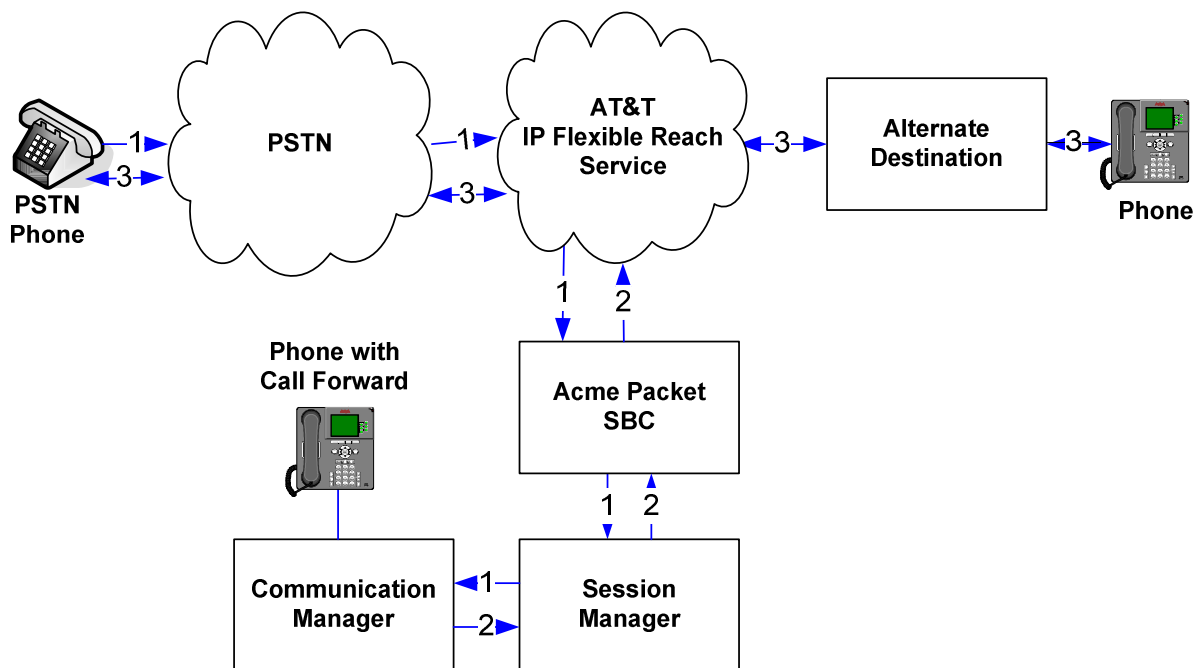 PSTN
AT&T
IP Flexible Reach
Service
Alternate
Destination
1
1
3
3
3
3
PSTN
Phone
Phone
1
2
Phone with
Call Forward
Acme Packet
SBC
1
2
Communication
Manager
1
2
Session
Manager